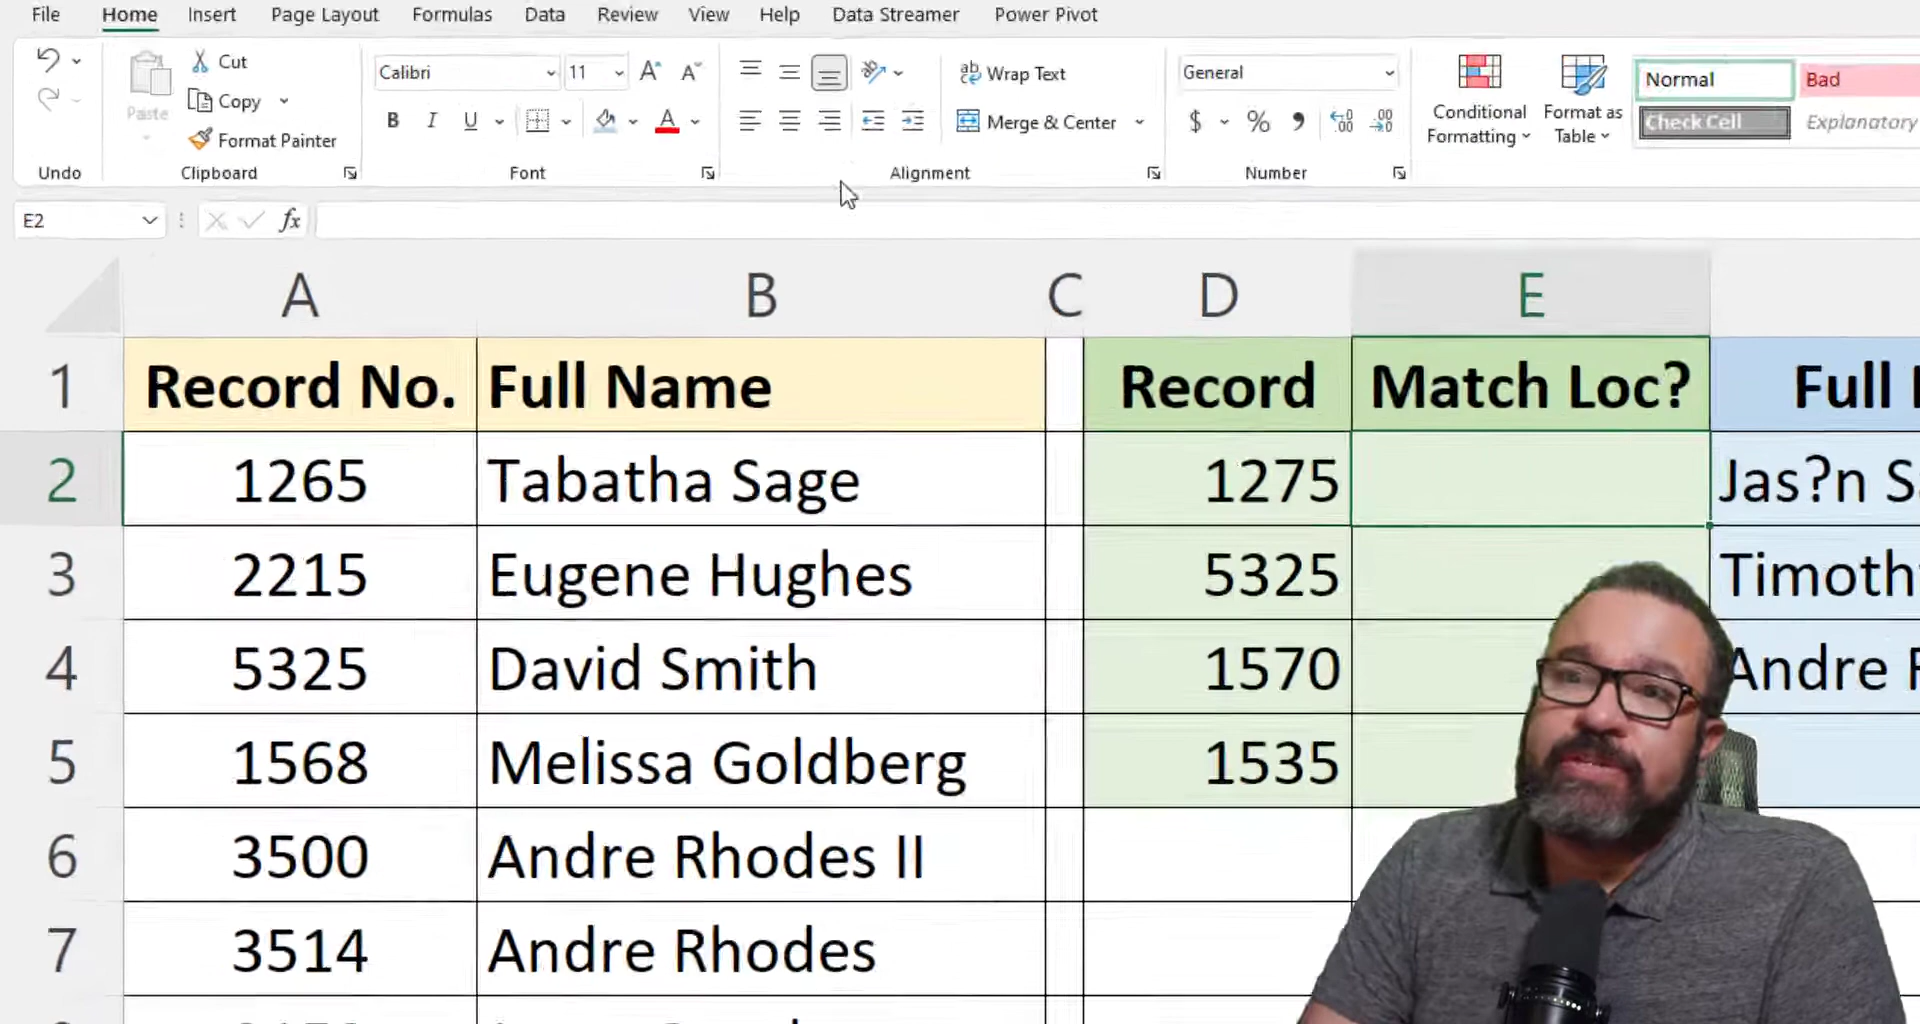 File Home Insert Page Layout Formulas Data Review View Help Data Streamer Power Pivot
Cut
Copy
Format Painter
Paste
Undo Clipboard
Calibri 11
B I U A
Font
Wrap Text
Merge & Center
Alignment
General
$ % 9
Number
Conditional Formatting
Format as Table
Normal Bad
Check Cell Explanatory
E2 fx
A B C D E
1 Record No. Full Name Record Match Loc? Full
2 1265 Tabatha Sage 1275 Jas?n S
3 2215 Eugene Hughes 5325 Timoth
4 5325 David Smith 1570 Andre
5 1568 Melissa Goldberg 1535
6 3500 Andre Rhodes II
7 3514 Andre Rhodes